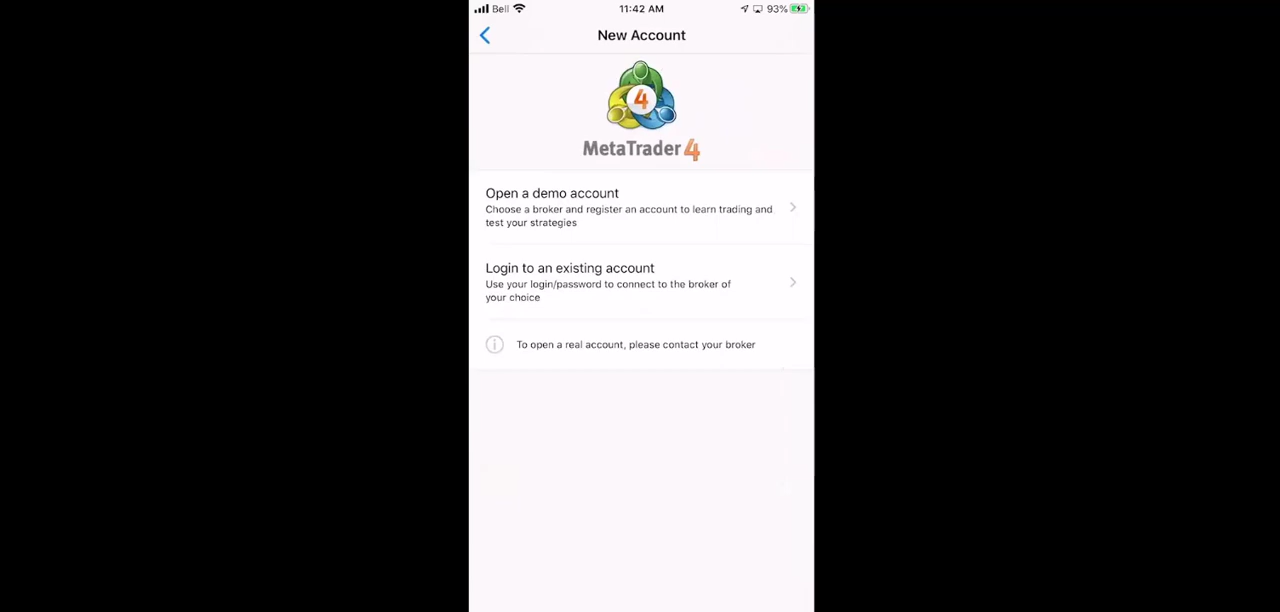 Bell 11:42 AM 93%
New Account
4
MetaTrader 4
Open a demo account
Choose a broker and register an account to learn trading and
test your strategies
Login to an existing account
Use your login/password to connect to the broker of
your choice
To open a real account, please contact your broker